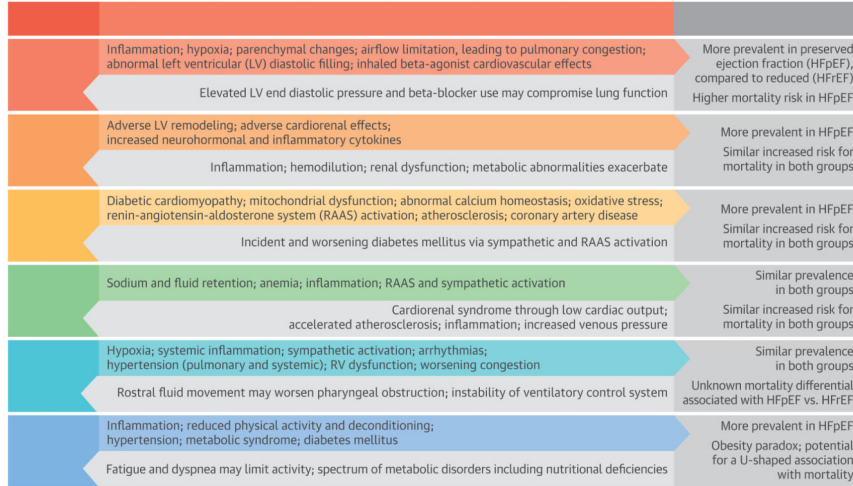 Inflammation; hypoxia; parenchymal changes; airflow limitation, leading to pulmonary congestion;
abnormal left ventricular (LV) diastolic filling; inhaled beta-agonist cardiovascular effects
Elevated LV end diastolic pressure and beta-blocker use may compromise lung function
More prevalent in preserved
ejection fraction (HFpEF),
compared to reduced (HFrEF)
Higher mortality risk in HFpEF
Adverse LV remodeling; adverse cardiorenal effects;
increased neurohormonal and inflammatory cytokines
Inflammation; hemodilution; renal dysfunction; metabolic abnormalities exacerbate
More prevalent in HFpEF
Similar increased risk for
mortality in both groups
Diabetic cardiomyopathy; mitochondrial dysfunction; abnormal calcium homeostasis; oxidative stress;
renin-angiotensin-aldosterone system (RAAS) activation; atherosclerosis; coronary artery disease
Incident and worsening diabetes mellitus via sympathetic and RAAS activation
More prevalent in HFpEF
Similar increased risk for
mortality in both groups
Sodium and fluid retention; anemia; inflammation; RAAS and sympathetic activation
Cardiorenal syndrome through low cardiac output;
accelerated atherosclerosis; inflammation; increased venous pressure
Similar prevalence
in both groups
Similar increased risk for
mortality in both groups
Hypoxia; systemic inflammation; sympathetic activation; arrhythmias;
hypertension (pulmonary and systemic); RV dysfunction; worsening congestion
Rostral fluid movement may worsen pharyngeal obstruction; instability of ventilatory control system
Similar prevalence
in both groups
Unknown mortality differential
associated with HFpEF vs. HFrEF
Inflammation; reduced physical activity and deconditioning;
hypertension; metabolic syndrome; diabetes mellitus
Fatigue and dyspnea may limit activity; spectrum of metabolic disorders including nutritional deficiencies
More prevalent in HFpEF
Obesity paradox; potential
for a U-shaped association
with mortality